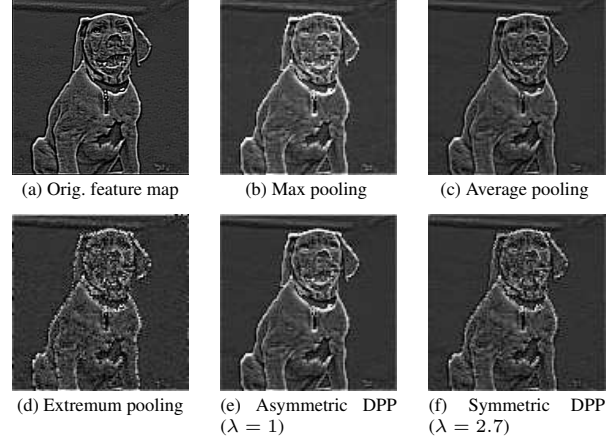 (a) Orig. feature map
(b) Max pooling
(c) Average pooling
(d) Extremum pooling
(e) Asymmetric DPP
(λ = 1)
(f) Symmetric DPP
(λ = 2.7)